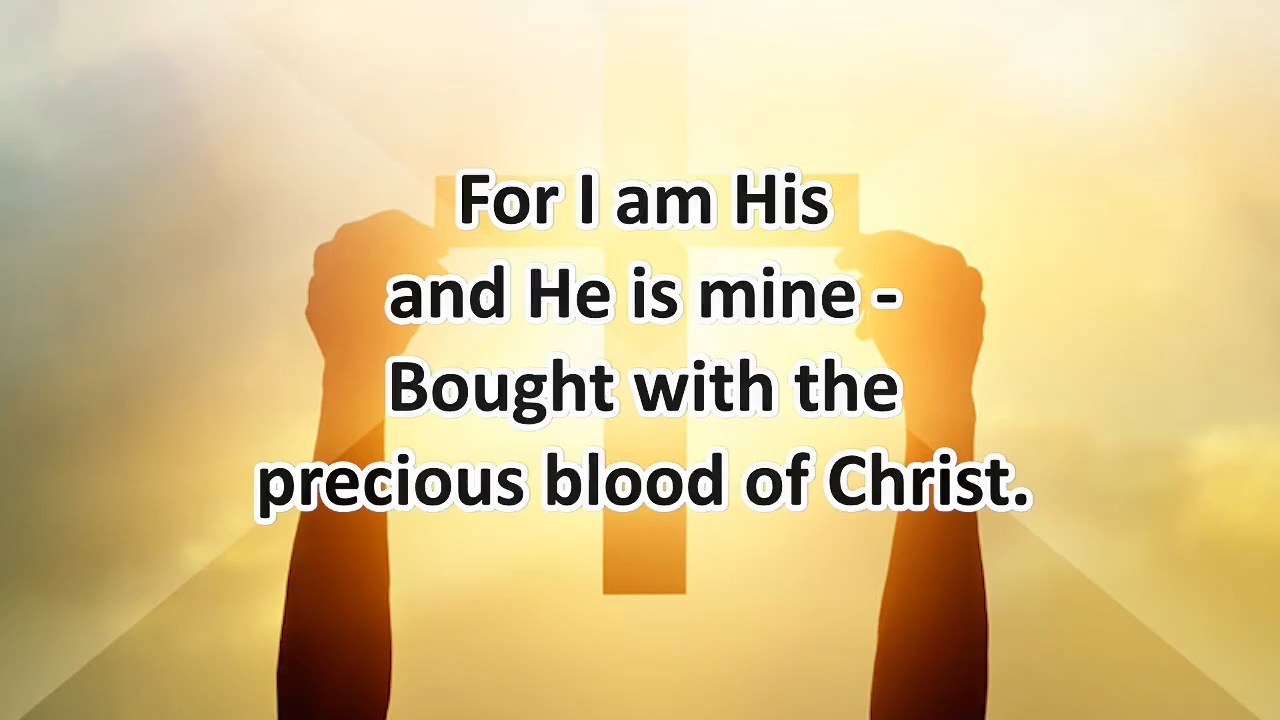 For I am His
and He is mine -
Bought with the
precious blood of Christ.